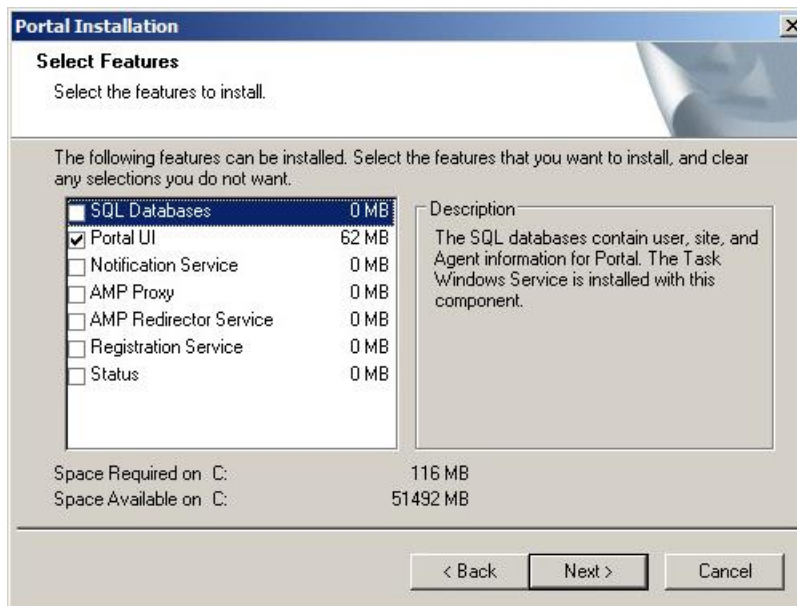 Portal Installation
Select Features
Select the features to install.
The following features can be installed. Select the features that you want to install, and clear
any selections you do not want.
SQL Databases 0 MB
Portal UI 62 MB
Notification Service 0 MB
AMP Proxy 0 MB
AMP Redirector Service 0 MB
Registration Service 0 MB
Status 0 MB
Description
The SQL databases contain user, site, and
Agent information for Portal. The Task
Windows Service is installed with this
component.
Space Required on C: 116 MB
Space Available on C: 51492 MB
< Back Next > Cancel